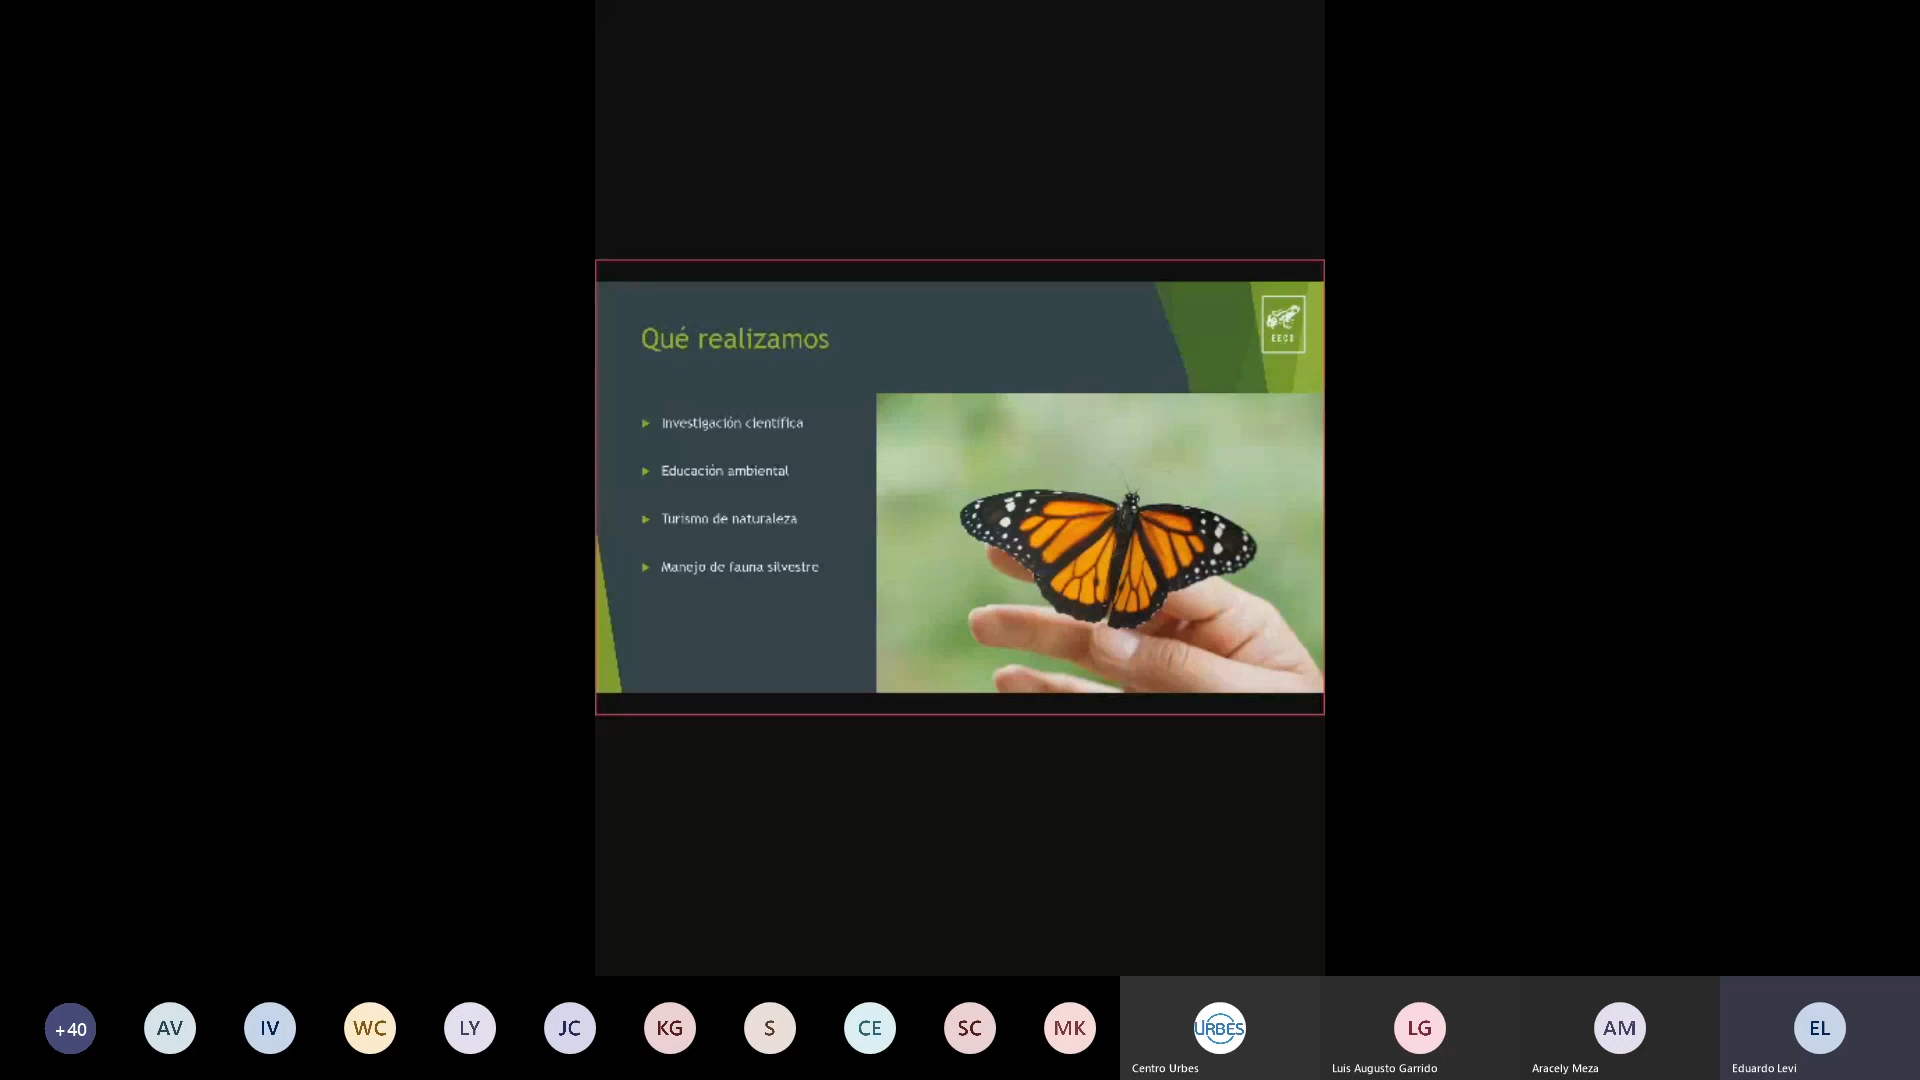 Qué realizamos
EECO
Investigación científica
Educación ambiental
Turismo de naturaleza
Manejo de fauna silvestre
+40
AV
IV
WC
LY
JC
KG
S
CE
SC
MK
URBES
LG
AM
EL
Centro Urbes
Luis Augusto Garrido
Aracely Meza
Eduardo Levi